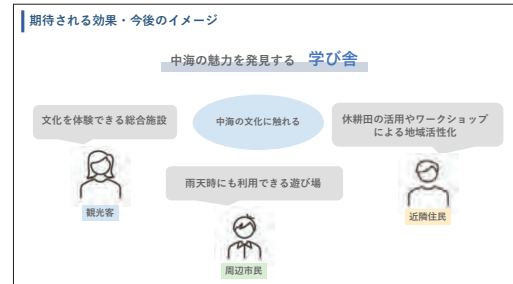 期待される効果・今後のイメージ
中海の魅力を発見する 学び舎
文化を体験できる総合施設
中海の文化に触れる
休耕田の活用やワークショップ
による地域活性化
観光客
雨天時にも利用できる遊び場
近隣住民
周辺市民